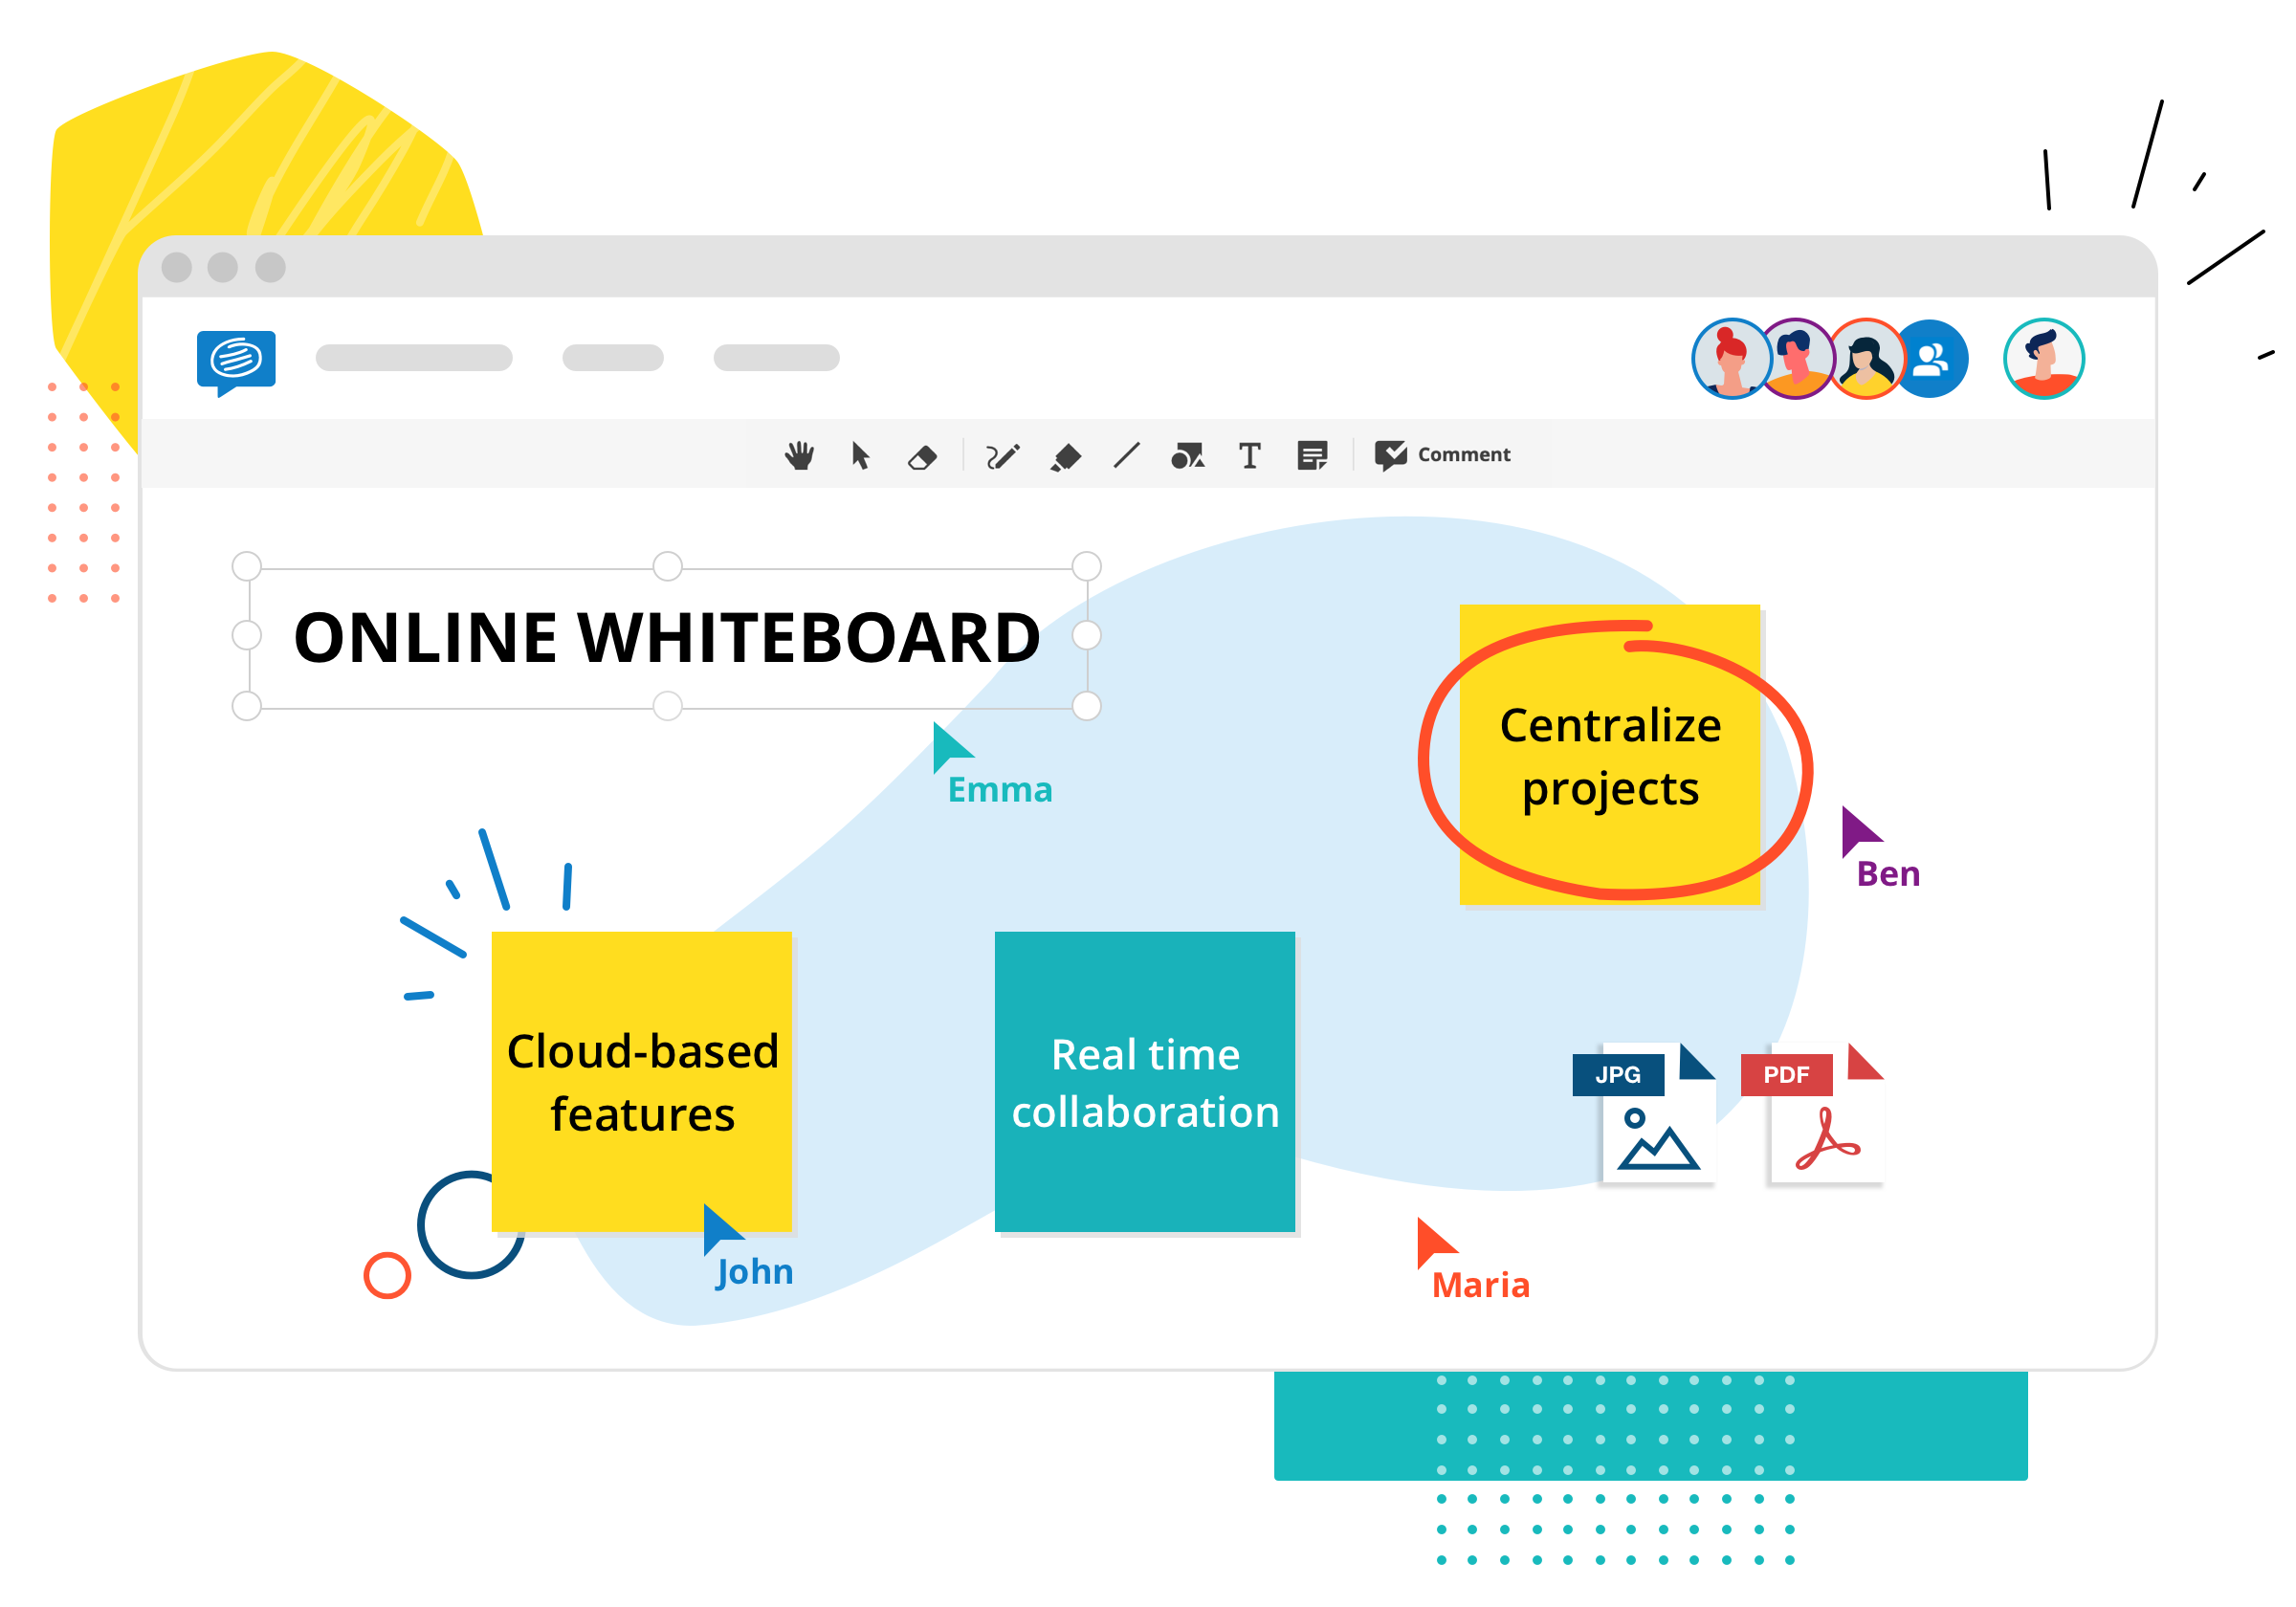 Comment
ONLINE WHITEBOARD
Emma
Centralize
projects
Ben
Cloud-based
features
John
Real time
collaboration
JPG
PDF
Maria